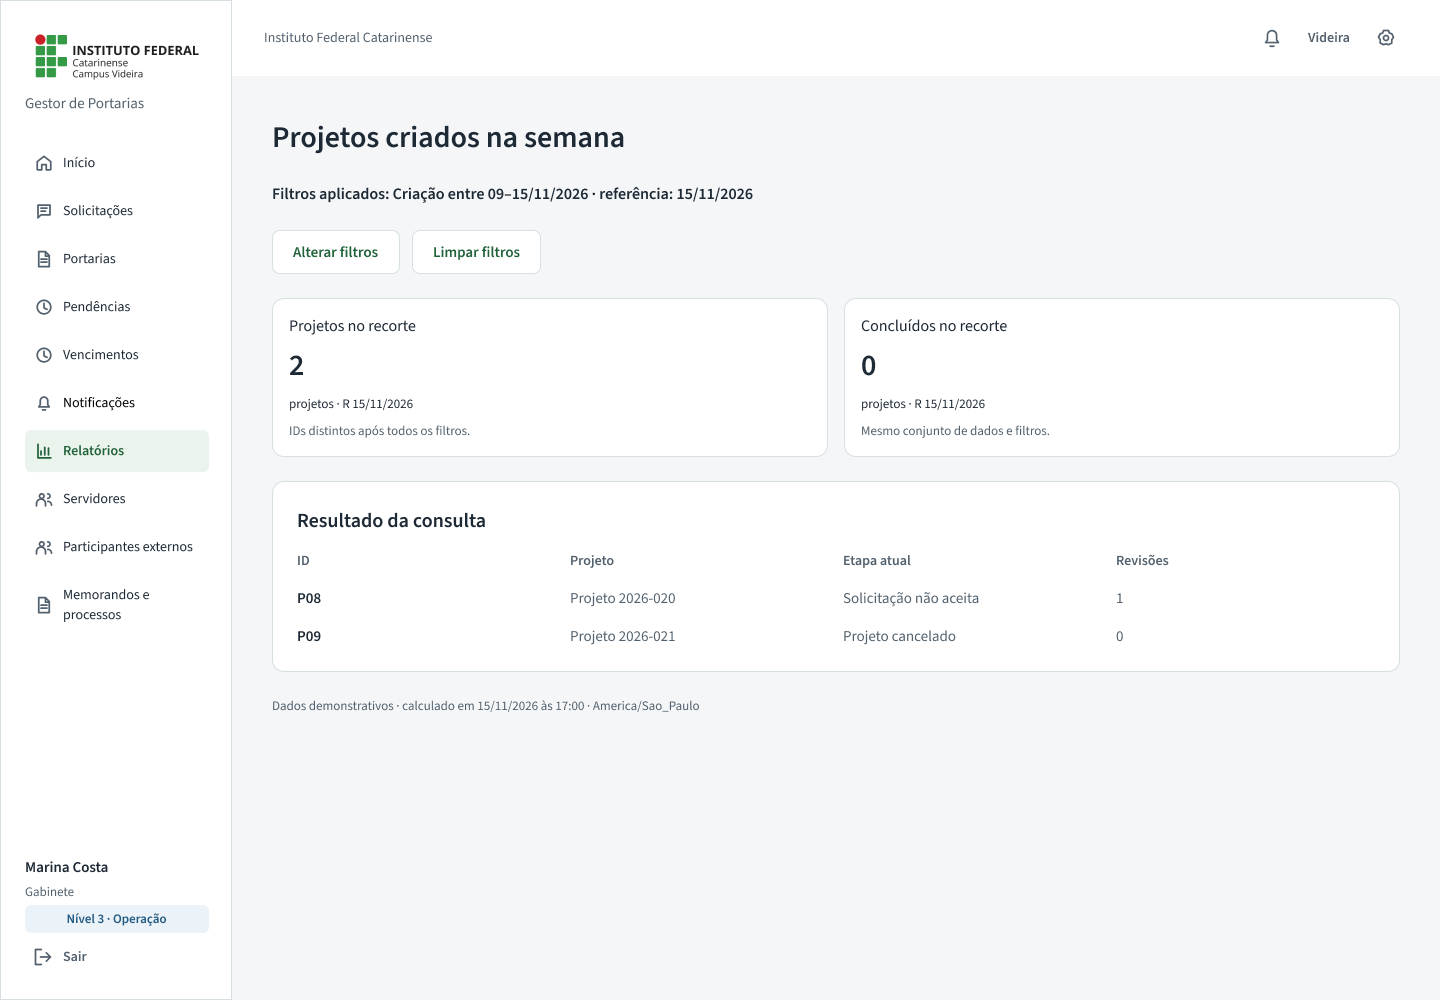 INSTITUTO FEDERAL
Catarinense
Campus Videira
Gestor de Portarias
Início
Solicitações
Portarias
Pendências
Vencimentos
Notificações
Relatórios
Servidores
Participantes externos
Memorandos e
processos
Marina Costa
Gabinete
Nível 3 · Operação
Sair
Instituto Federal Catarinense
Videira
Projetos criados na semana
Filtros aplicados: Criação entre 09–15/11/2026 · referência: 15/11/2026
Alterar filtros
Limpar filtros
Projetos no recorte
2
projetos · R 15/11/2026
IDs distintos após todos os filtros.
Concluídos no recorte
0
projetos · R 15/11/2026
Mesmo conjunto de dados e filtros.
Resultado da consulta
ID Projeto Etapa atual Revisões
P08 Projeto 2026-020 Solicitação não aceita 1
P09 Projeto 2026-021 Projeto cancelado 0
Dados demonstrativos · calculado em 15/11/2026 às 17:00 · America/Sao_Paulo